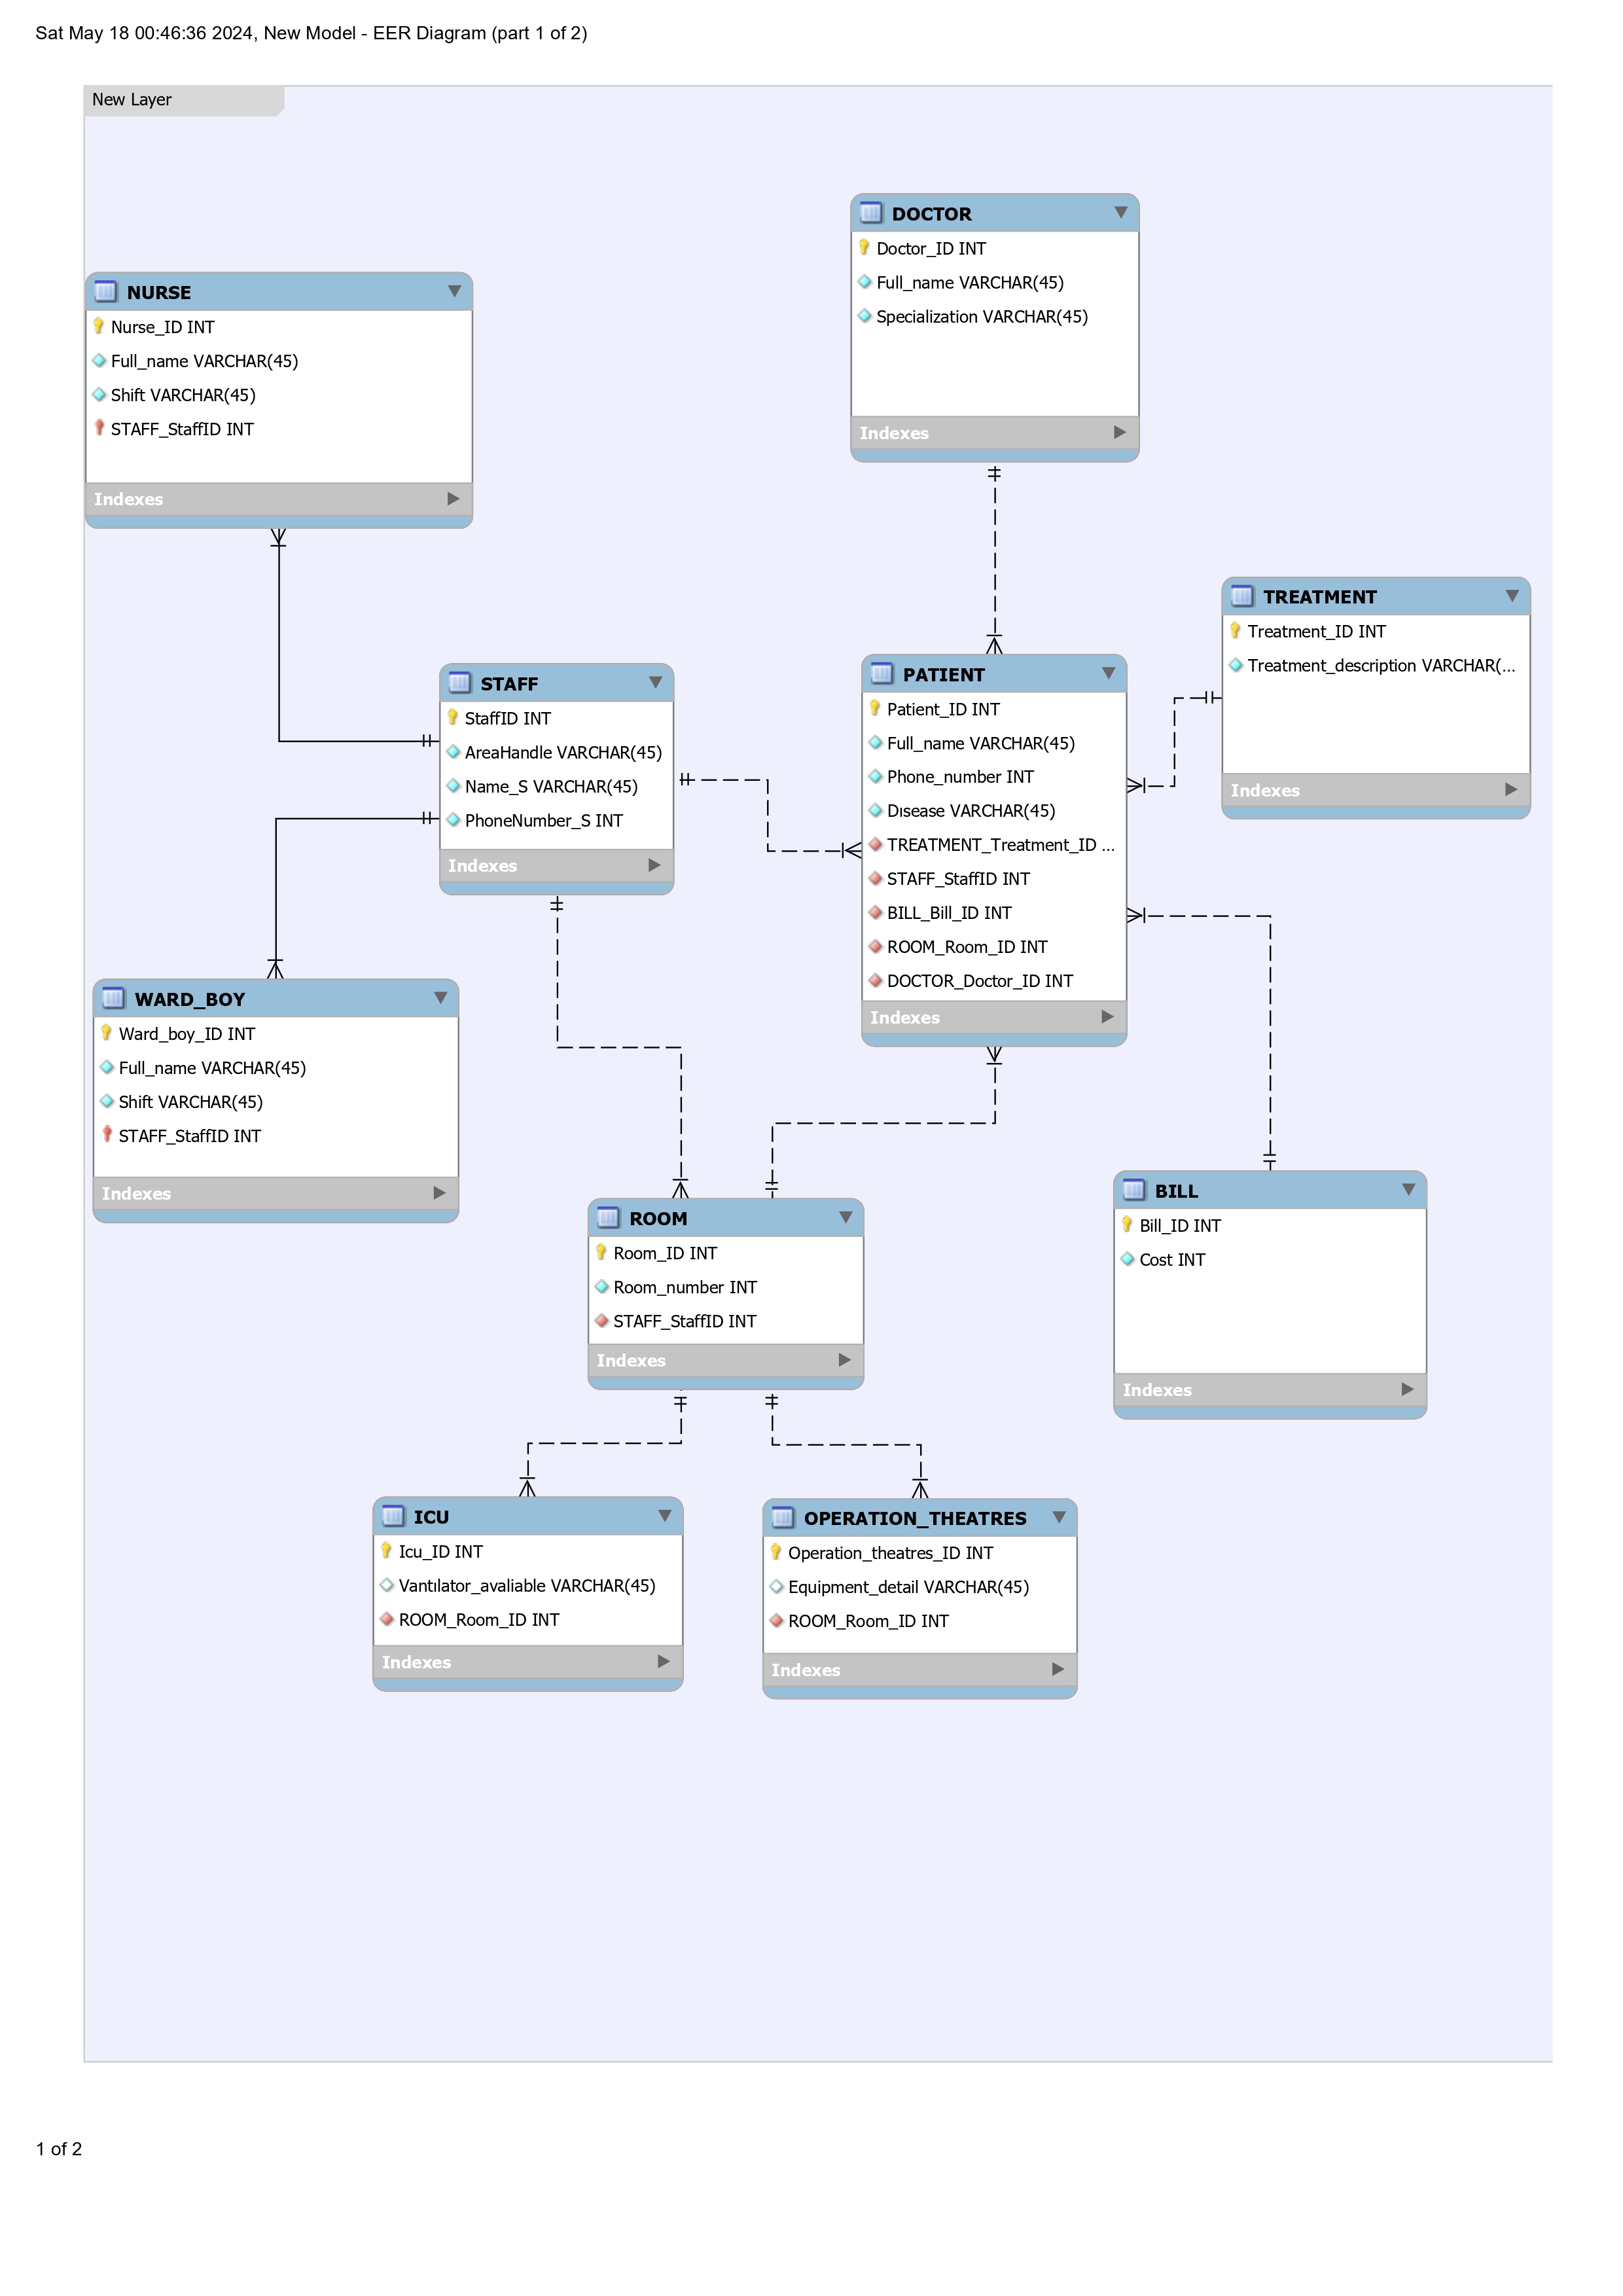 Sat May 18 00:46:36 2024, New Model - EER Diagram (part 1 of 2)
New Layer
DOCTOR
Doctor_ID INT
Full_name VARCHAR(45)
Specialization VARCHAR(45)
Indexes
NURSE
Nurse_ID INT
Full_name VARCHAR(45)
Shift VARCHAR(45)
STAFF_StaffID INT
Indexes
TREATMENT
Treatment_ID INT
Treatment_description VARCHAR(...
Indexes
STAFF
StaffID INT
AreaHandle VARCHAR(45)
Name_S VARCHAR(45)
PhoneNumber_S INT
Indexes
PATIENT
Patient_ID INT
Full_name VARCHAR(45)
Phone_number INT
Dısease VARCHAR(45)
TREATMENT_Treatment_ID ...
STAFF_StaffID INT
BILL_Bill_ID INT
ROOM_Room_ID INT
DOCTOR_Doctor_ID INT
Indexes
WARD_BOY
Ward_boy_ID INT
Full_name VARCHAR(45)
Shift VARCHAR(45)
STAFF_StaffID INT
Indexes
ROOM
Room_ID INT
Room_number INT
STAFF_StaffID INT
Indexes
BILL
Bill_ID INT
Cost INT
Indexes
ICU
Icu_ID INT
Vantılator_avaliable VARCHAR(45)
ROOM_Room_ID INT
Indexes
OPERATION_THEATRES
Operation_theatres_ID INT
Equipment_detail VARCHAR(45)
ROOM_Room_ID INT
Indexes
1 of 2